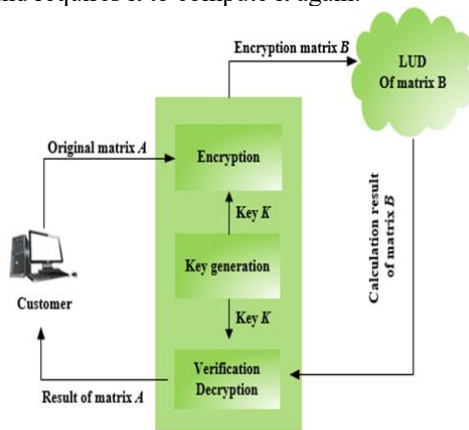 and requires it to compute it again.
Encryption matrix B
LUD
Of matrix B
Original matrix A
Encryption
Key K
Key generation
Key K
Customer
Calculation result
of matrix B
Verification
Decryption
Result of matrix A